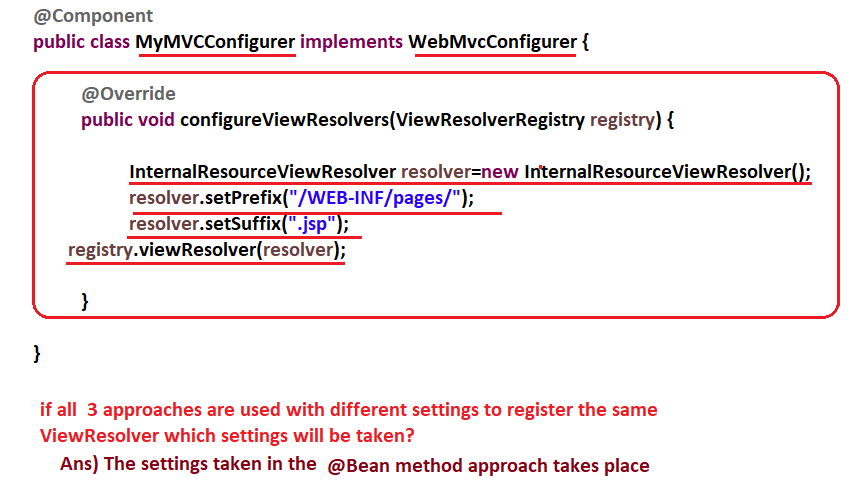 @Component
public class MyMVCConfigurer implements WebMvcConfigurer {
@Override
public void configureViewResolvers(ViewResolverRegistry registry) {
InternalResourceViewResolver resolver=new InternalResourceViewResolver();
resolver.setPrefix("/WEB-INF/pages/");
resolver.setSuffix(".jsp");
registry.viewResolver(resolver);
}
}
if all 3 approaches are used with different settings to register the same
ViewResolver which settings will be taken?
Ans) The settings taken in the @Bean method approach takes place